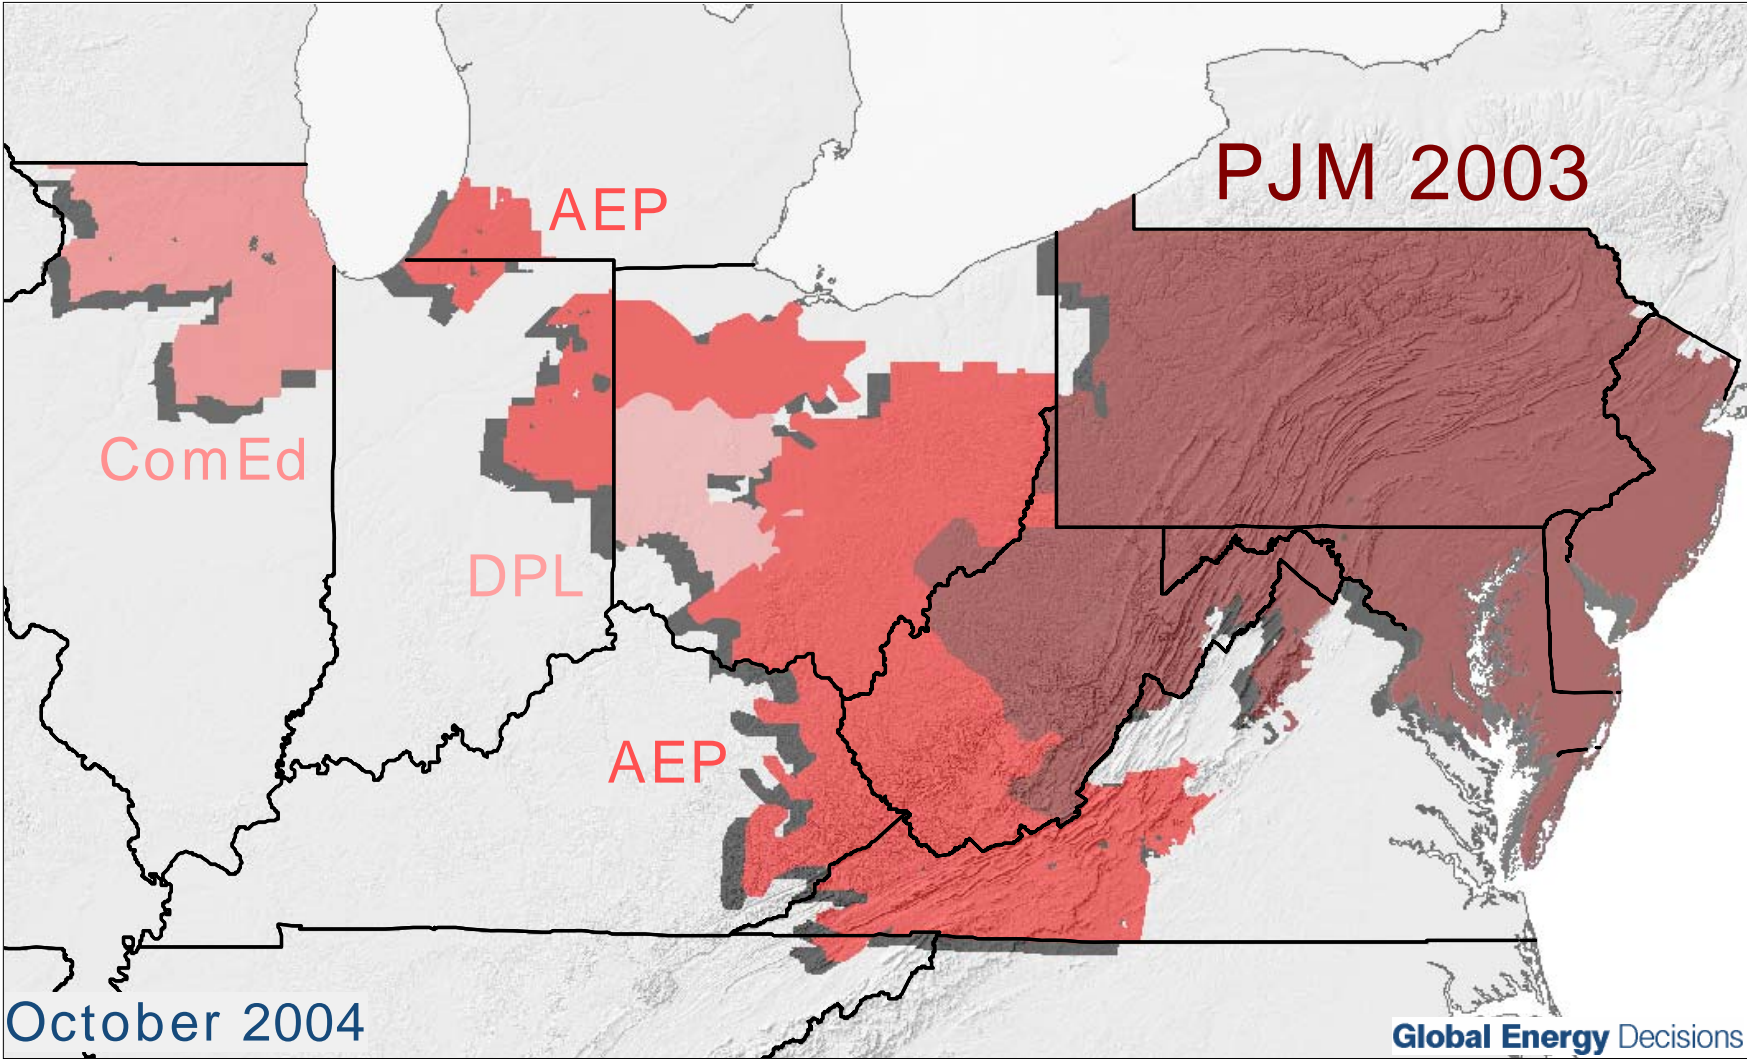 PJM 2003
AEP
ComEd
DPL
AEP
October 2004
Global Energy Decisions